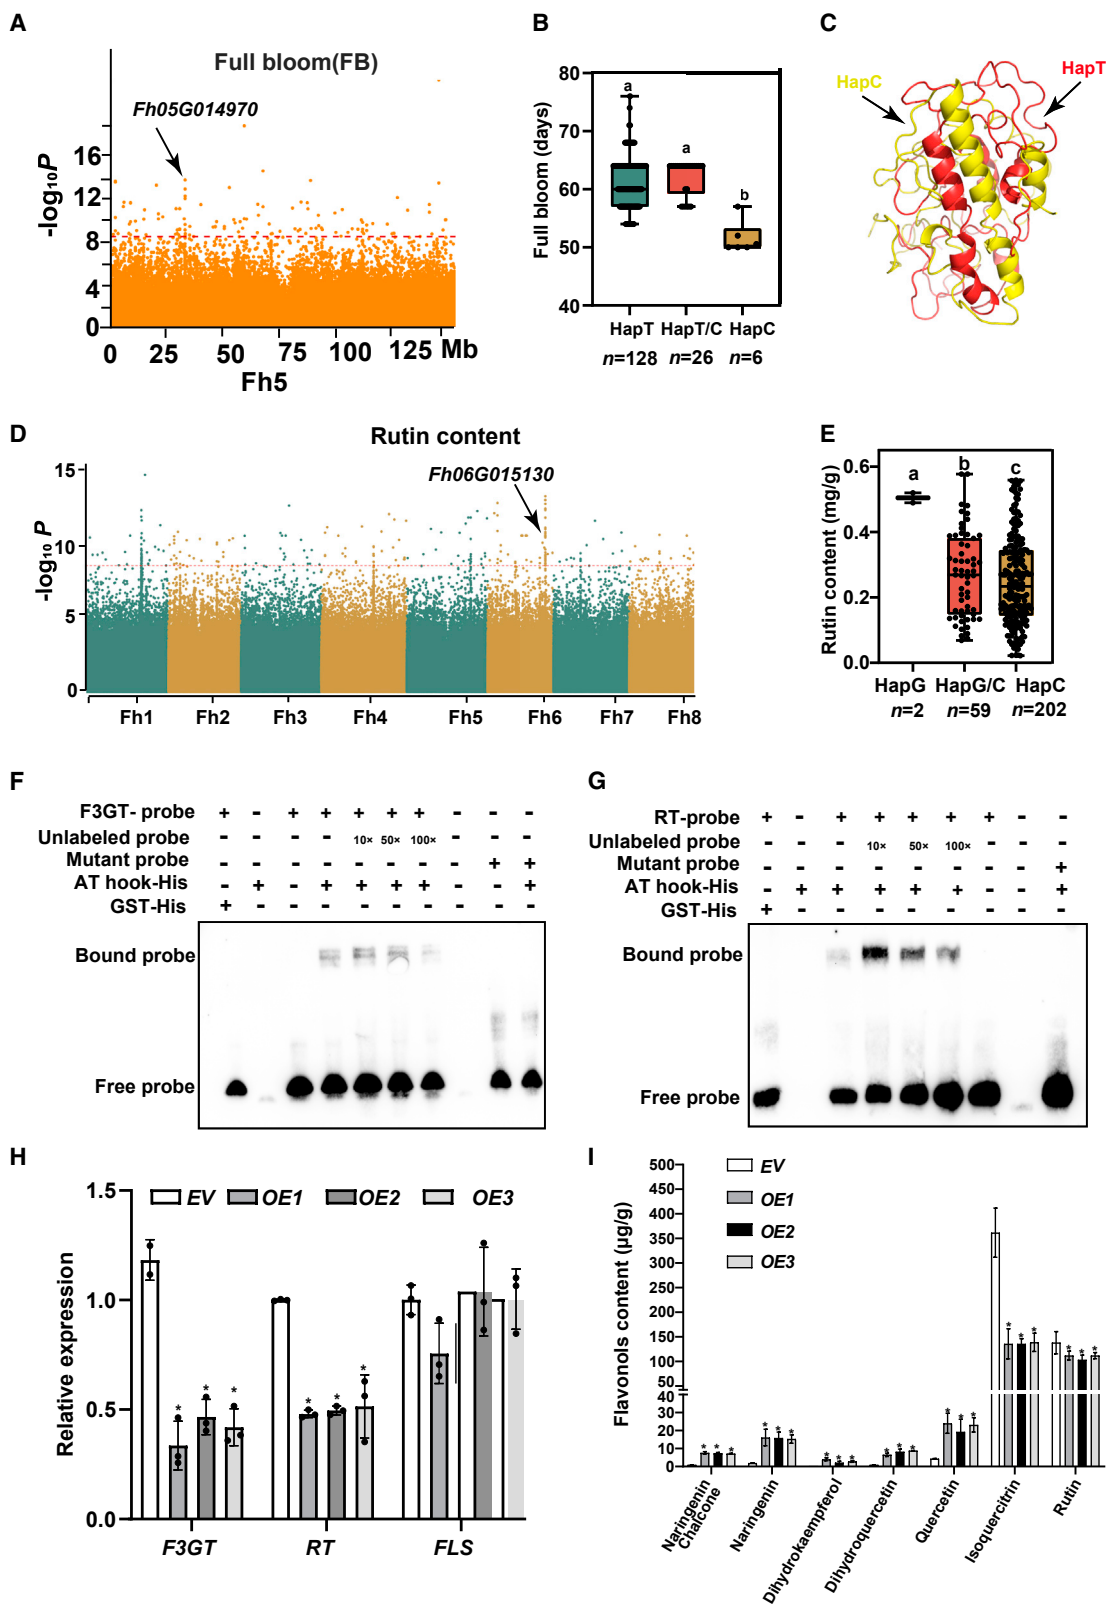 A
Full bloom(FB)
Fh05G014970
-log10P
16
12
8
4
0
0 25 50 75 100 125 Mb
Fh5
B
Full bloom (days)
80
70
60
50
40
a
a
b
HapT HapT/C HapC
n=128 n=26 n=6
C
HapC
HapT
D
Rutin content
Fh06G015130
-log10 P
15
10
5
0
Fh1 Fh2 Fh3 Fh4 Fh5 Fh6 Fh7 Fh8
E
Rutin content (mg/g)
0.6
0.4
0.2
0.0
a b c
HapG HapG/C HapC
n=2 n=59 n=202
F
F3GT- probe + - + + + + + - - -
Unlabeled probe - - - - 10× 50× 100× - - -
Mutant probe - - - - - - - - + +
AT hook-His - + - + + + + - - +
GST-His + - - - - - - - - -
Bound probe
Free probe
G
RT-probe + - + + + + + - -
Unlabeled probe - - - 10× 50× 100× - - -
Mutant probe - - - - - - - - +
AT hook-His - + + + + + - - +
GST-His + - - - - - - - -
Bound probe
Free probe
H
Relative expression
1.5
1.0
0.5
0.0
EV OE1 OE2 OE3
* * *
* * *
F3GT RT FLS
I
Flavonols content (µg/g)
500
450
400
350
300
250
200
150
100
50
40
30
20
10
0
EV
OE1
OE2
OE3
* * * * * * * * * * * * * * * * * * * * *
Naringenin Chalcone
Naringenin
Dihydrokaempferol
Dihydroquercetin
Quercetin
Isoquercitrin
Rutin